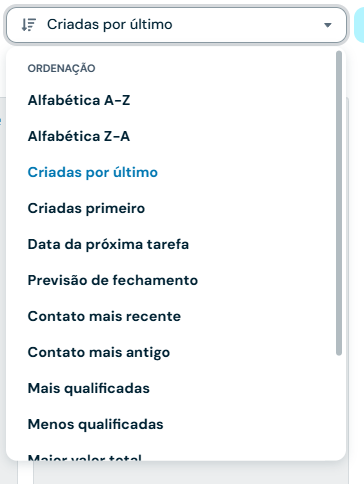 Criadas por último
ORDENAÇÃO
Alfabética A-Z
Alfabética Z-A
Criadas por último
Criadas primeiro
Data da próxima tarefa
Previsão de fechamento
Contato mais recente
Contato mais antigo
Mais qualificadas
Menos qualificadas
Maior valor total